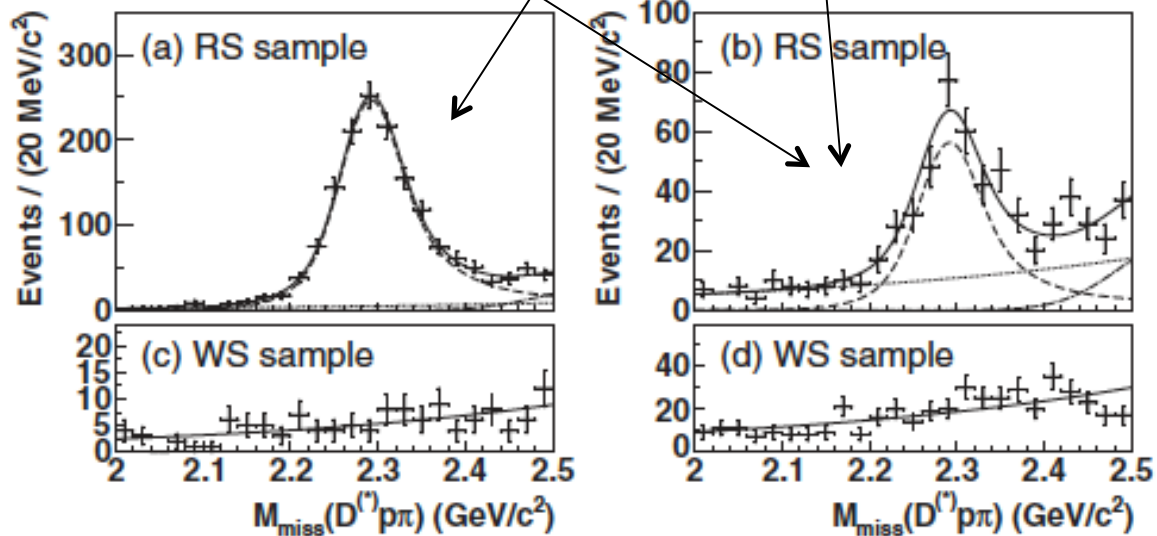 Events / (20 MeV/c²)
300
200
100
0
(a) RS sample
Events / (20 MeV/c²)
100
80
60
40
20
0
(b) RS sample
20
15
10
5
0
(c) WS sample
2 2.1 2.2 2.3 2.4 2.5
M_miss(D^(*)pπ) (GeV/c²)
40
20
0
(d) WS sample
2 2.1 2.2 2.3 2.4 2.5
M_miss(D^(*)pπ) (GeV/c²)